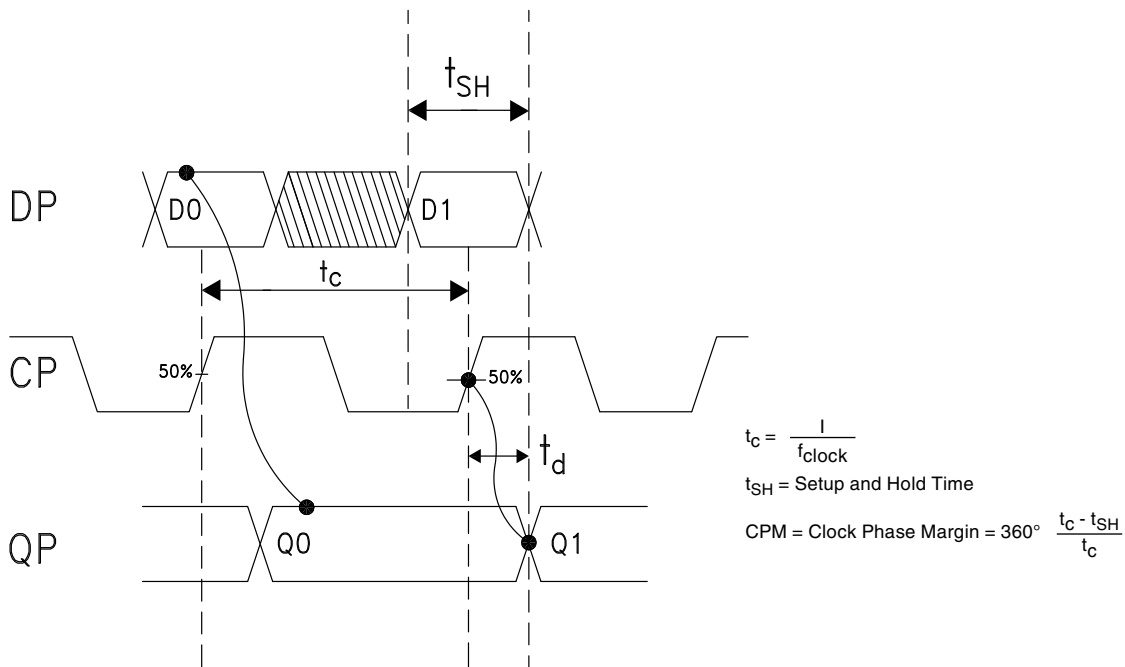 tSH
DP
D0
D1
tc
CP
50%
50%
td
QP
Q0
Q1
tc = I / fclock
tSH = Setup and Hold Time
CPM = Clock Phase Margin = 360° tc - tSH / tc